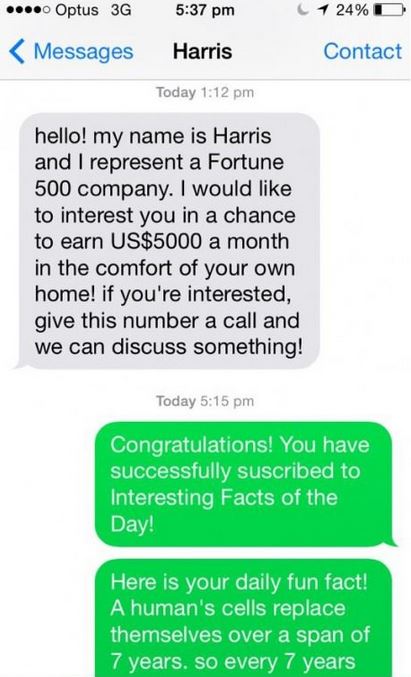 Optus 3G 5:37 pm 24%
Messages Harris Contact
Today 1:12 pm
hello! my name is Harris
and I represent a Fortune
500 company. I would like
to interest you in a chance
to earn US$5000 a month
in the comfort of your own
home! if you're interested,
give this number a call and
we can discuss something!
Today 5:15 pm
Congratulations! You have
successfully suscribed to
Interesting Facts of the
Day!
Here is your daily fun fact!
A human's cells replace
themselves over a span of
7 years. so every 7 years